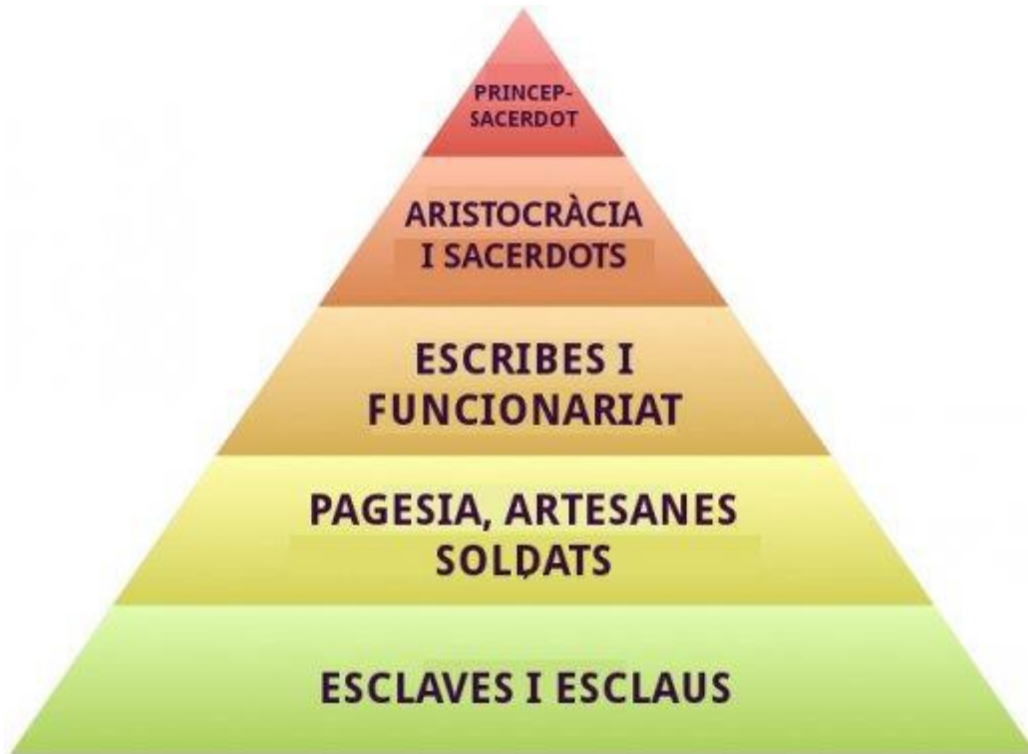 PRINCEP-
SACERDOT
ARISTOCRÀCIA
I SACERDOTS
ESCRIBES I
FUNCIONARIAT
PAGESIA, ARTESANES
SOLDATS
ESCLAVES I ESCLAUS